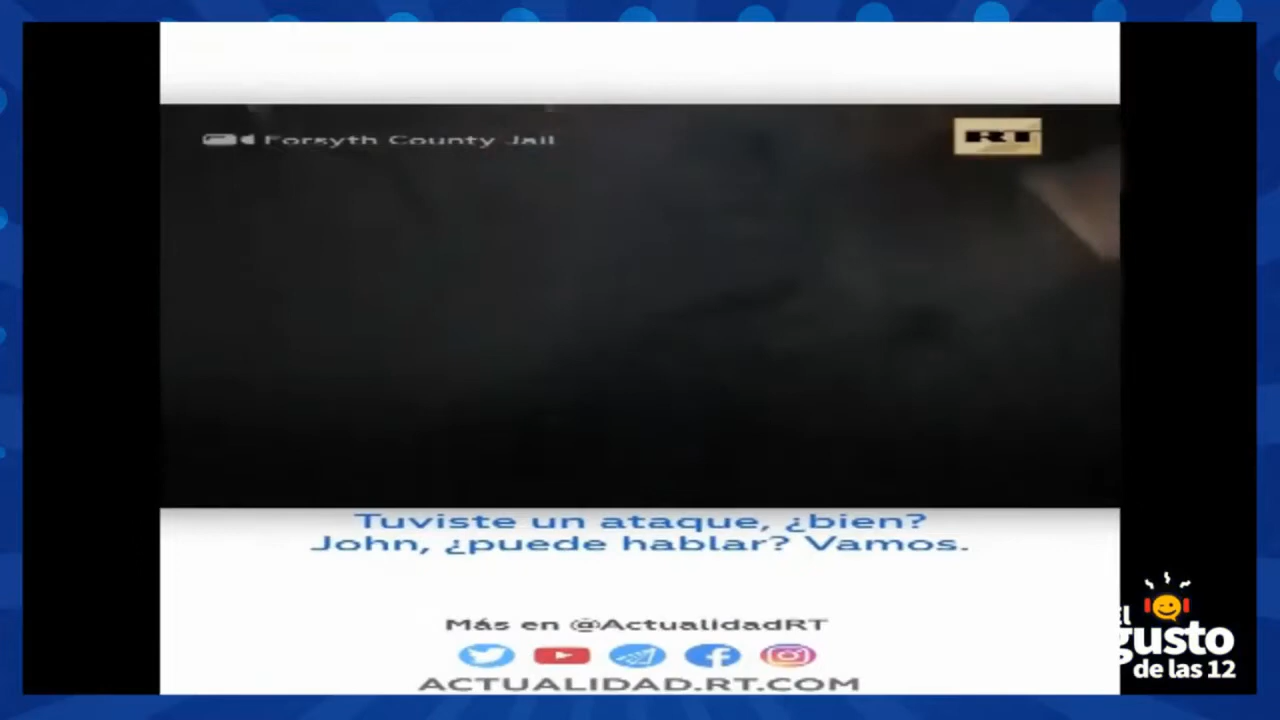 Forsyth County Jail
RT
Tuviste un ataque, ¿bien?
John, ¿puede hablar? Vamos.
Más en @ActualidadRT
ACTUALIDAD.RT.COM
El
gusto
de las 12